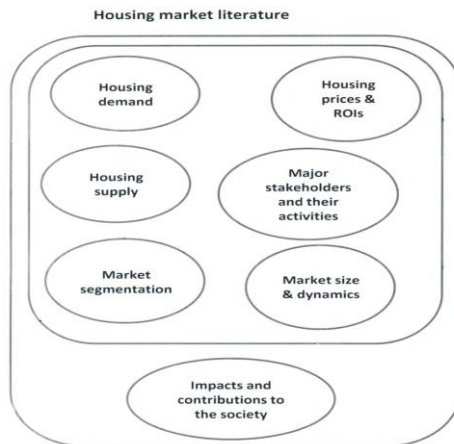 Housing market literature
Housing
demand
Housing
prices &
ROIs
Housing
supply
Major
stakeholders
and their
activities
Market
segmentation
Market size
& dynamics
Impacts and
contributions to
the society